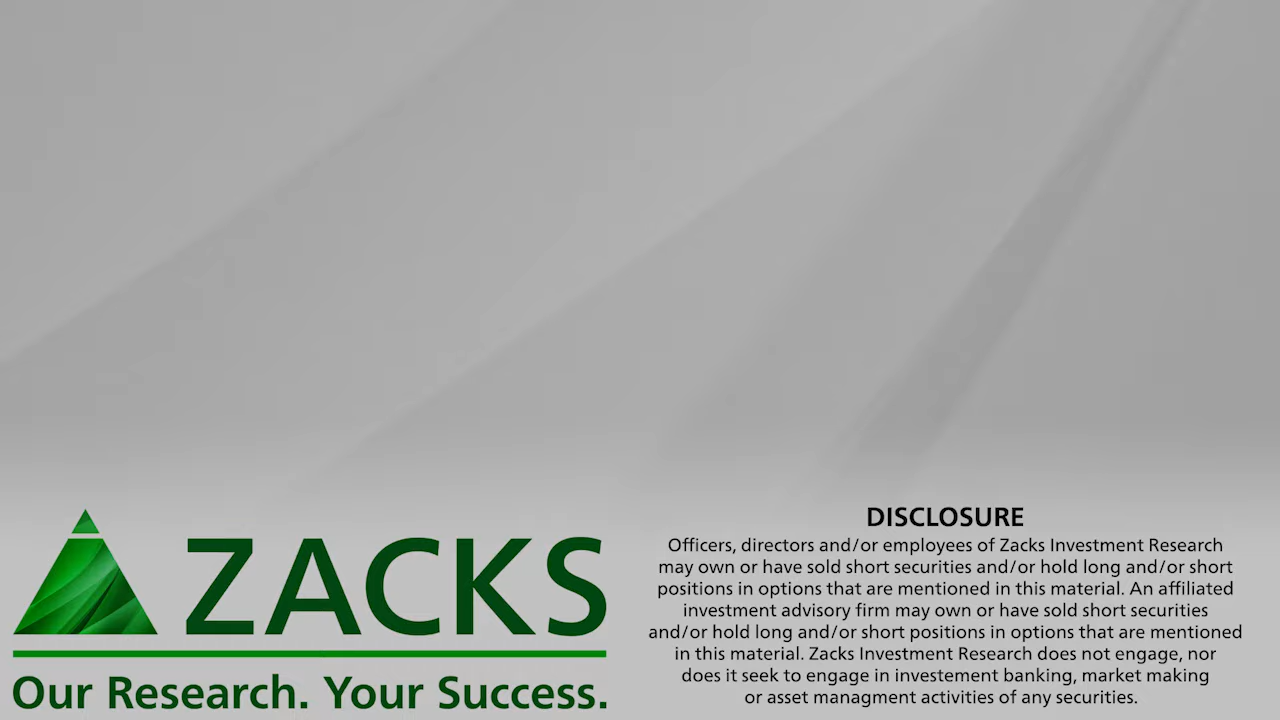 ZACKS
Our Research. Your Success.
DISCLOSURE
Officers, directors and/or employees of Zacks Investment Research
may own or have sold short securities and/or hold long and/or short
positions in options that are mentioned in this material. An affiliated
investment advisory firm may own or have sold short securities
and/or hold long and/or short positions in options that are mentioned
in this material. Zacks Investment Research does not engage, nor
does it seek to engage in investement banking, market making
or asset managment activities of any securities.